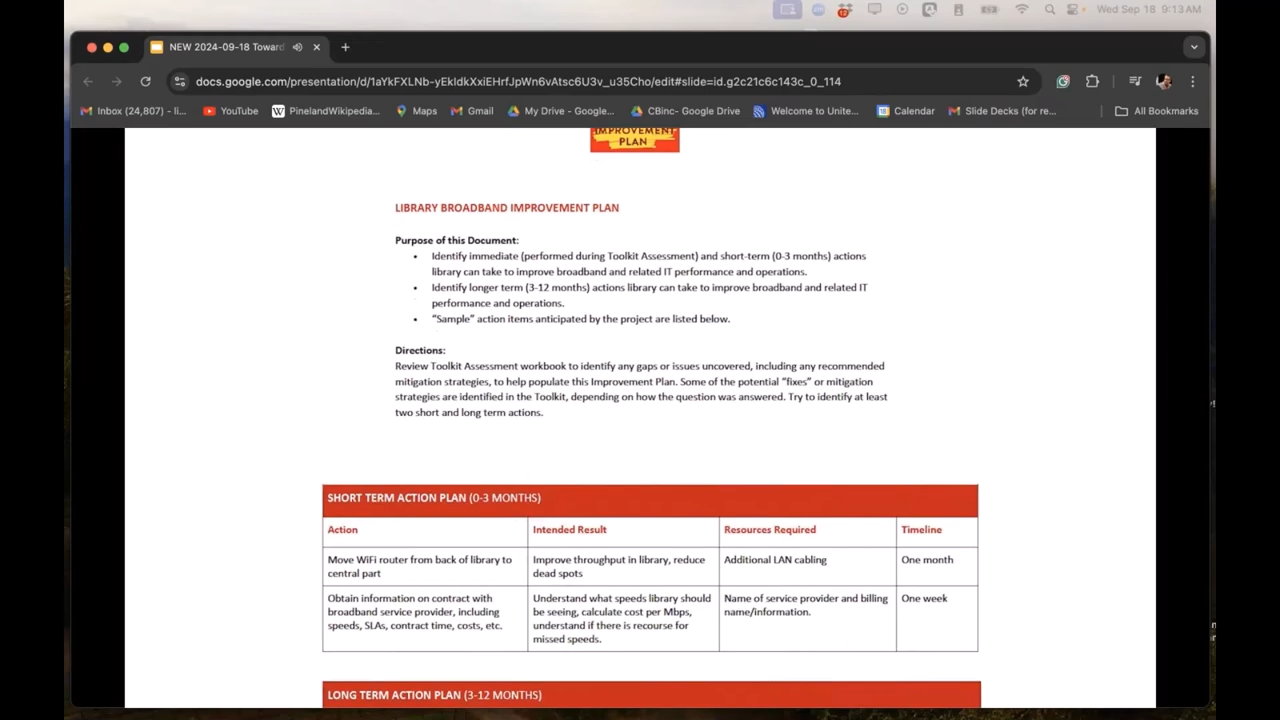 Wed Sep 18 9:13 AM
NEW 2024-09-18 Toward
docs.google.com/presentation/d/1aYkFXLNb-yEkIdkXxiEHrfJpWn6vAtsc6U3v_u35Cho/edit#slide=id.g2c21c6c143c_0_114
Inbox (24,807) - li... YouTube PinelandWikipedia... Maps Gmail My Drive - Google... CBinc- Google Drive Welcome to Unite... Calendar Slide Decks (for re... All Bookmarks
IMPROVEMENT
PLAN
LIBRARY BROADBAND IMPROVEMENT PLAN
Purpose of this Document:
• Identify immediate (performed during Toolkit Assessment) and short-term (0-3 months) actions
library can take to improve broadband and related IT performance and operations.
• Identify longer term (3-12 months) actions library can take to improve broadband and related IT
performance and operations.
• “Sample” action items anticipated by the project are listed below.
Directions:
Review Toolkit Assessment workbook to identify any gaps or issues uncovered, including any recommended
mitigation strategies, to help populate this Improvement Plan. Some of the potential “fixes” or mitigation
strategies are identified in the Toolkit, depending on how the question was answered. Try to identify at least
two short and long term actions.
SHORT TERM ACTION PLAN (0-3 MONTHS)
Action Intended Result Resources Required Timeline
Move WiFi router from back of library to
central part
Improve throughput in library, reduce
dead spots
Additional LAN cabling
One month
Obtain information on contract with
broadband service provider, including
speeds, SLAs, contract time, costs, etc.
Understand what speeds library should
be seeing, calculate cost per Mbps,
understand if there is recourse for
missed speeds.
Name of service provider and billing
name/information.
One week
LONG TERM ACTION PLAN (3-12 MONTHS)